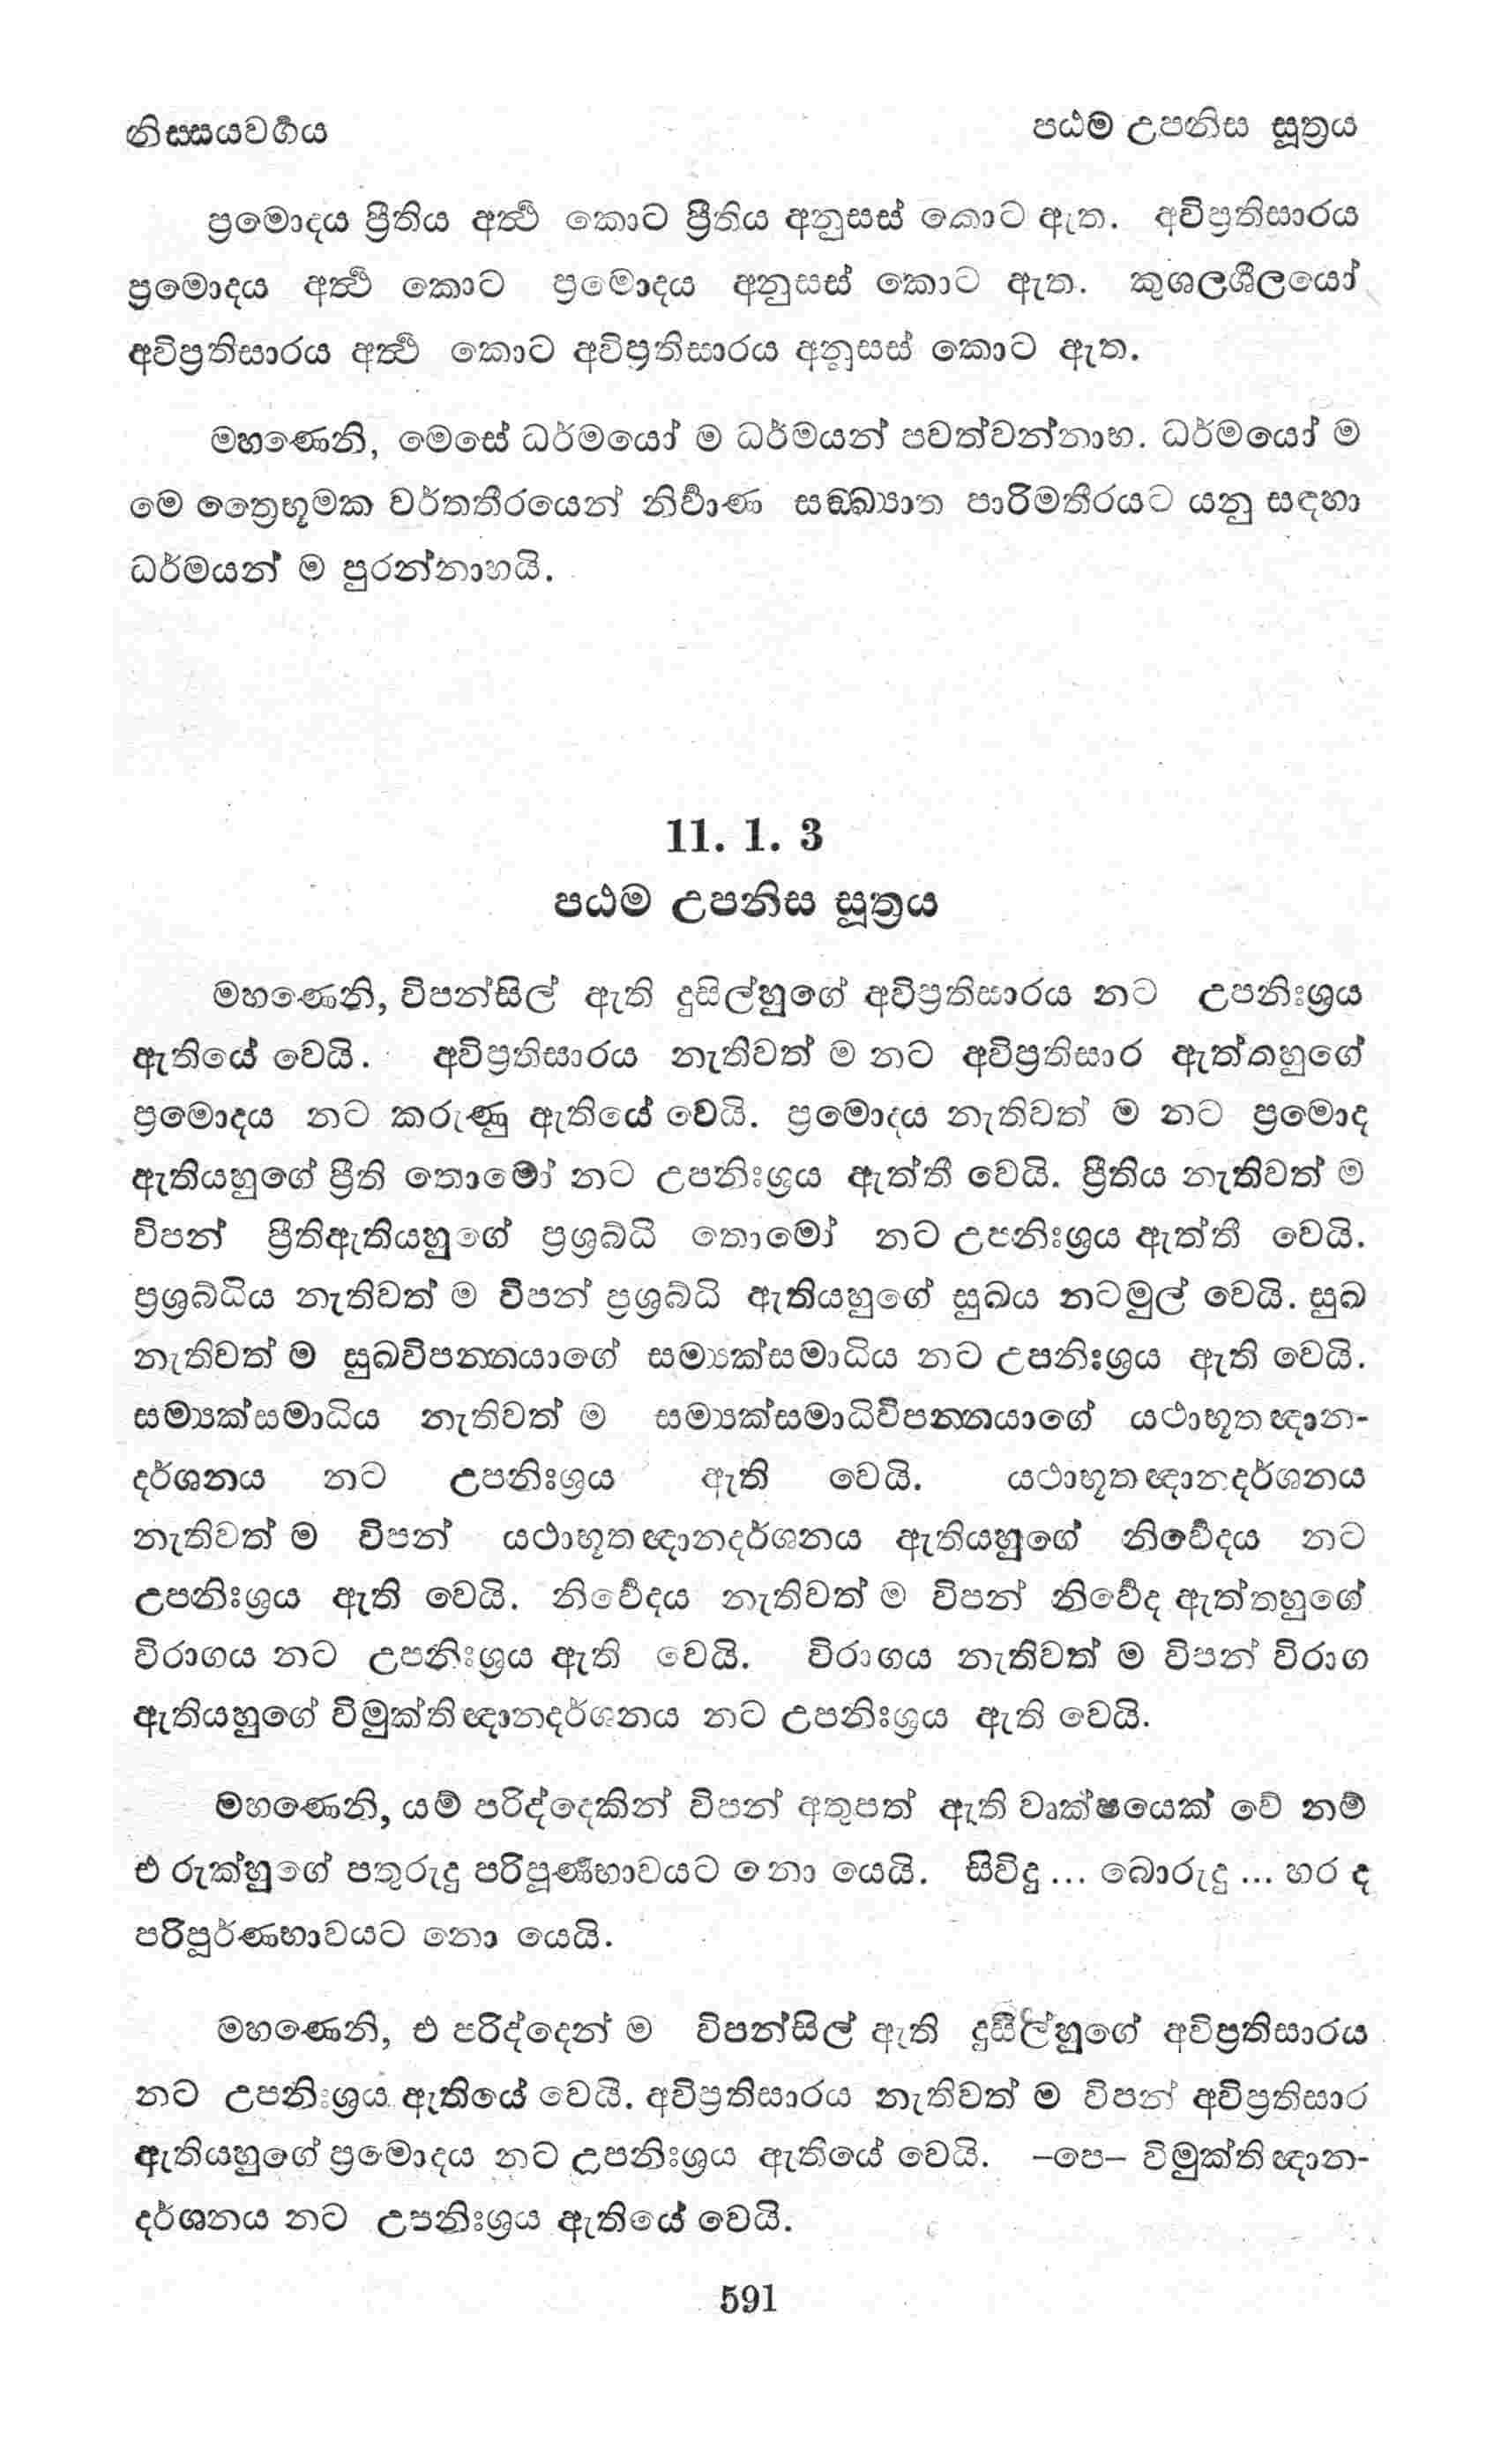 නිස්සයවර්‍ගය
පඨම උපනිස සූත්‍රය
ප්‍රමොදය ප්‍රීතිය අර්‍ත්‍ථ කොට ප්‍රීතිය අනුසස් කොට ඇත. අවිප්‍රතිසාරය
ප්‍රමොදය අර්‍ත්‍ථ කොට ප්‍රමොදය අනුසස් කොට ඇත. කුශලශීලයෝ
අවිප්‍රතිසාරය අර්‍ත්‍ථ කොට අවිප්‍රතිසාරය අනුසස් කොට ඇත.
මහණෙනි, මෙසේ ධර්මයෝ ම ධර්මයන් පවත්වන්නාහ. ධර්මයෝ ම
මෙ ත්‍රෛභූමක වර්තතීරයෙන් නිර්‍වාණ සඞ්ඛ්‍යාත පාරිමතීරයට යනු සඳහා
ධර්මයන් ම පුරන්නාහයි.
11. 1. 3
පඨම උපනිස සූත්‍රය
මහණෙනි, විපන්සිල් ඇති දුසිල්හුගේ අවිප්‍රතිසාරය නට උපනිඃශ්‍රය
ඇතියේ වෙයි. අවිප්‍රතිසාරය නැතිවත් ම නට අවිප්‍රතිසාර ඇත්තහුගේ
ප්‍රමොදය නට කරුණු ඇතියේ වෙයි. ප්‍රමොදය නැතිවත් ම නට ප්‍රමොද
ඇතියහුගේ ප්‍රීති තොමෝ නට උපනිඃශ්‍රය ඇත්තී වෙයි. ප්‍රීතිය නැතිවත් ම
විපන් ප්‍රීතිඇතියහුගේ ප්‍රශ්‍රබ්ධි තොමෝ නට උපනිඃශ්‍රය ඇත්තී වෙයි.
ප්‍රශ්‍රබ්ධිය නැතිවත් ම විපන් ප්‍රශ්‍රබ්ධි ඇතියහුගේ සුඛය නටමුල් වෙයි. සුඛ
නැතිවත් ම සුඛවිපන්නයාගේ සම්‍යක්සමාධිය නට උපනිඃශ්‍රය ඇති වෙයි.
සම්‍යක්සමාධිය නැතිවත් ම සම්‍යක්සමාධිවිපන්නයාගේ යථාභූතඥාන-
දර්ශනය නට උපනිඃශ්‍රය ඇති වෙයි. යථාභූතඥානදර්ශනය
නැතිවත් ම විපන් යථාභූතඥානදර්ශනය ඇතියහුගේ නිර්‍වෙදය නට
උපනිඃශ්‍රය ඇති වෙයි. නිර්‍වෙදය නැතිවත් ම විපන් නිර්‍වෙද ඇත්තහුගේ
විරාගය නට උපනිඃශ්‍රය ඇති වෙයි. විරාගය නැතිවත් ම විපන් විරාග
ඇතියහුගේ විමුක්තිඥානදර්ශනය නට උපනිඃශ්‍රය ඇති වෙයි.
මහණෙනි, යම් පරිද්දෙකින් විපන් අතුපත් ඇති වෘක්ෂයෙක් වේ නම්
එ රුක්හුගේ පතුරුදු පරිපූර්‍ණභාවයට නො යෙයි. සිවිදු ... බොරුදු ... හර ද
පරිපූර්ණභාවයට නො යෙයි.
මහණෙනි, එ පරිද්දෙන් ම විපන්සිල් ඇති දුසිල්හුගේ අවිප්‍රතිසාරය
නට උපනිඃශ්‍රය ඇතියේ වෙයි. අවිප්‍රතිසාරය නැතිවත් ම විපන් අවිප්‍රතිසාර
ඇතියහුගේ ප්‍රමොදය නට උපනිඃශ්‍රය ඇතියේ වෙයි. –පෙ– විමුක්තිඥාන-
දර්ශනය නට උපනිඃශ්‍රය ඇතියේ වෙයි.
591